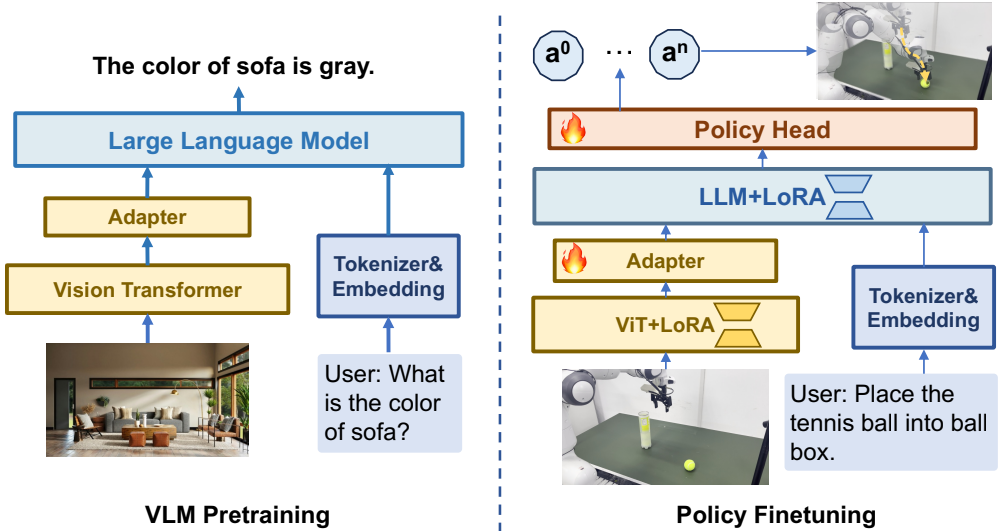 The color of sofa is gray.
Large Language Model
Adapter
Vision Transformer
Tokenizer&
Embedding
User: What
is the color
of sofa?
VLM Pretraining
a⁰ ... aⁿ
Policy Head
LLM+LoRA
Adapter
ViT+LoRA
Tokenizer&
Embedding
User: Place the
tennis ball into ball
box.
Policy Finetuning